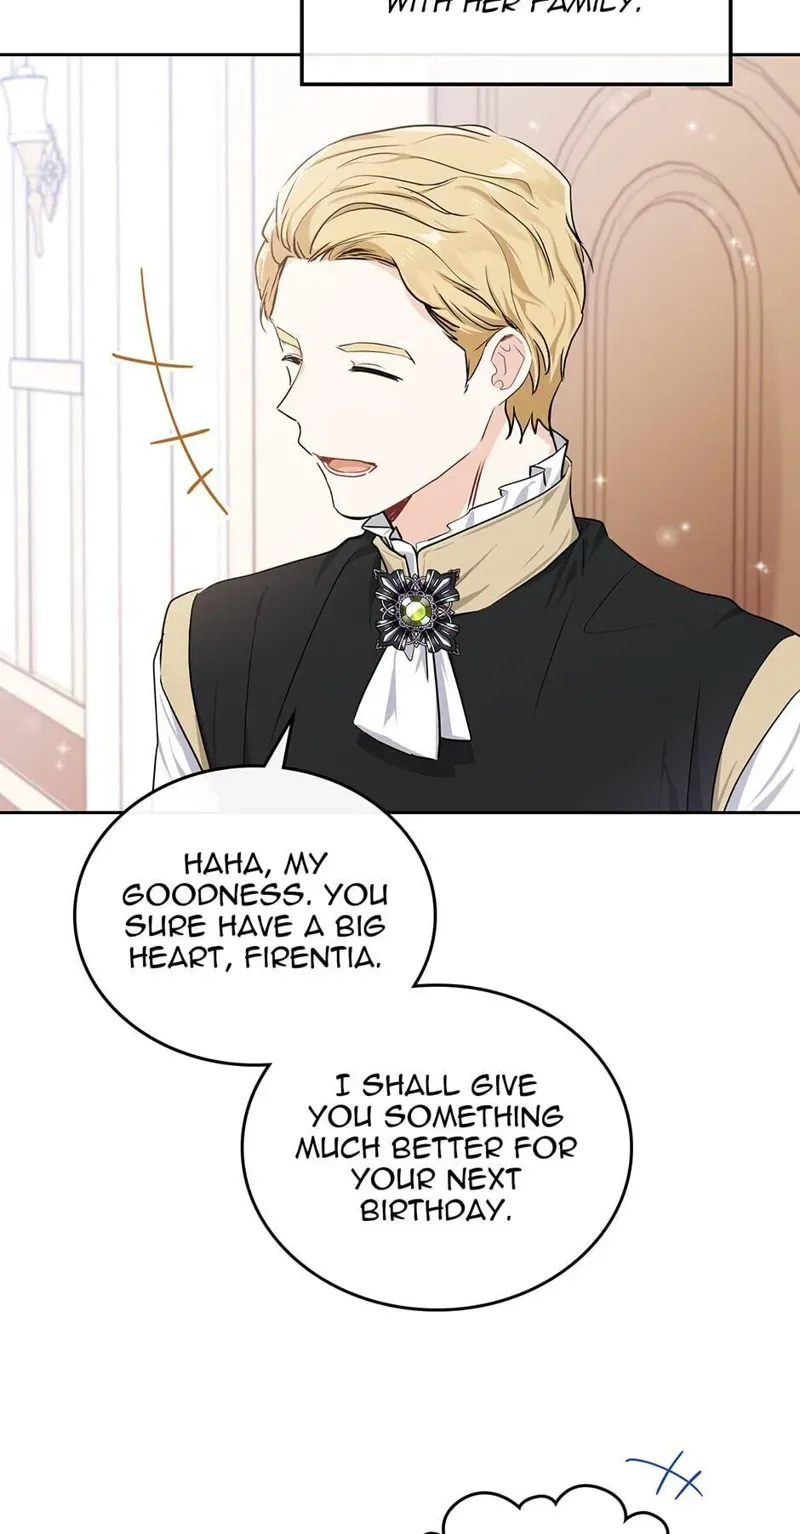 WITH HER FAMILY.
HAHA, MY
GOODNESS. YOU
SURE HAVE A BIG
HEART, FIRENTIA.
I SHALL GIVE
YOU SOMETHING
MUCH BETTER FOR
YOUR NEXT
BIRTHDAY.